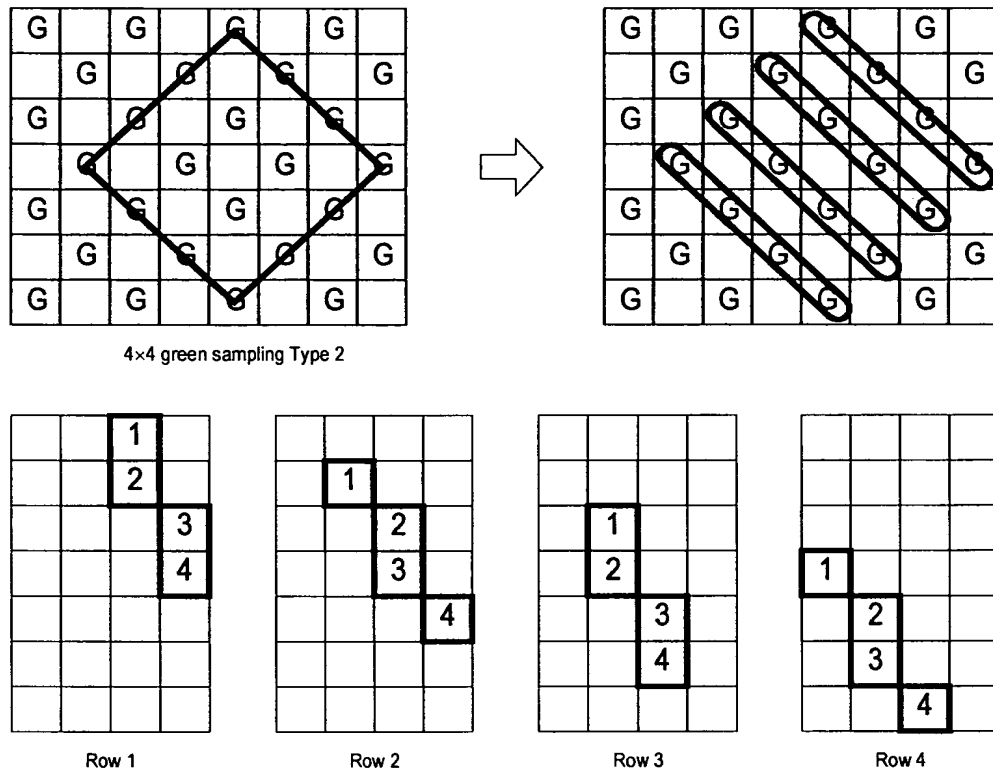 G G G G G G G G
G G G G G G G G
G G G G G G G G
G G G G G G G G
G G G G G G G G
G G G G G G G G
G G G G G G G G
4×4 green sampling Type 2
1
2 1
3 2 1
4 3 2 1
4 3 2
4 3
4
Row 1 Row 2 Row 3 Row 4